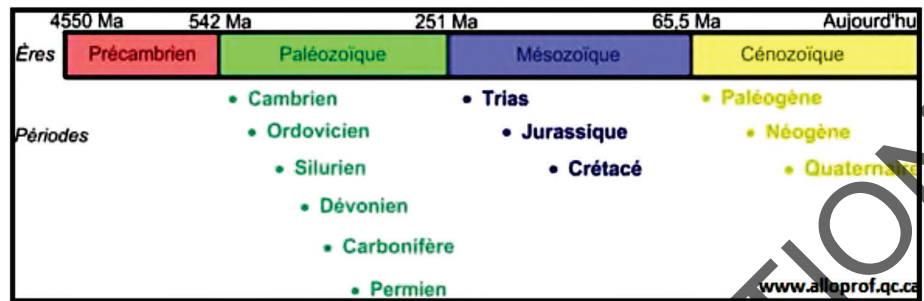 4550 Ma 542 Ma 251 Ma 65,5 Ma Aujourd'hu
Ères Précambrien Paléozoïque Mésozoïque Cénozoïque
• Cambrien • Trias • Paléogène
Périodes • Ordovicien • Jurassique • Néogène
• Silurien • Crétacé • Quaternaire
• Dévonien
• Carbonifère
• Permien
www.alloprof.qc.ca
TION